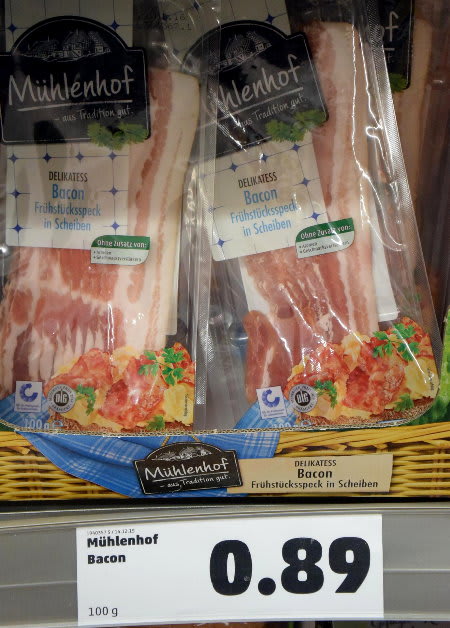 Mühlenhof
— aus Tradition gut.
DELIKATESS
Bacon
Frühstücksspeck
in Scheiben
Ohne Zusatz von:
100 g
Mühlenhof
— aus Tradition gut.
DELIKATESS
Bacon
Frühstücksspeck
in Scheiben
Ohne Zusatz von:
100 g
Mühlenhof
— aus Tradition gut.
DELIKATESS
Bacon
Frühstücksspeck in Scheiben
Mühlenhof
Bacon
0.89
100 g